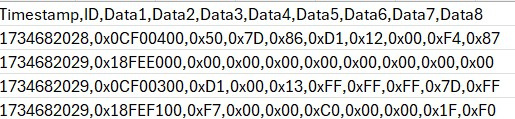 Timestamp,ID,Data1,Data2,Data3,Data4,Data5,Data6,Data7,Data8
1734682028,0x0CF00400,0x50,0x7D,0x86,0xD1,0x12,0x00,0xF4,0x87
1734682029,0x18FEE000,0x00,0x00,0x00,0x00,0x00,0x00,0x00,0x00
1734682029,0x0CF00300,0xD1,0x00,0x13,0xFF,0xFF,0xFF,0x7D,0xFF
1734682029,0x18FEF100,0xF7,0x00,0x00,0xC0,0x00,0x00,0x1F,0xF0